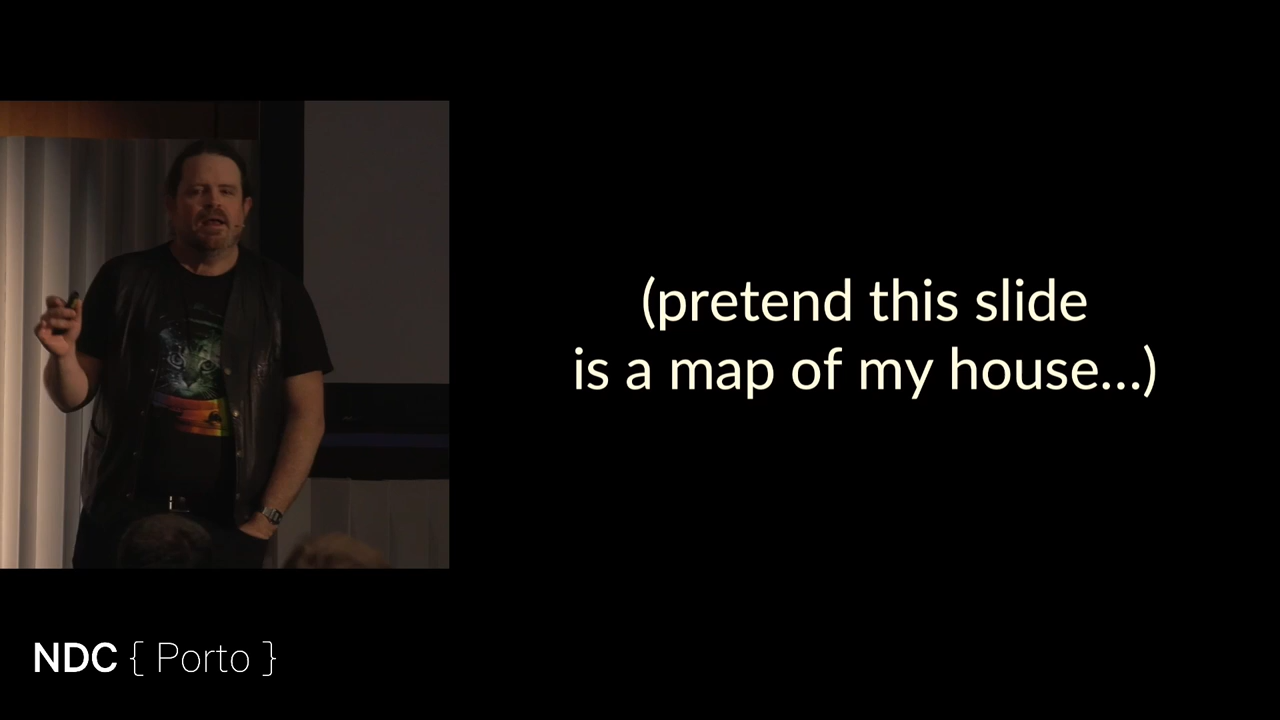 (pretend this slide
is a map of my house...)
NDC { Porto }